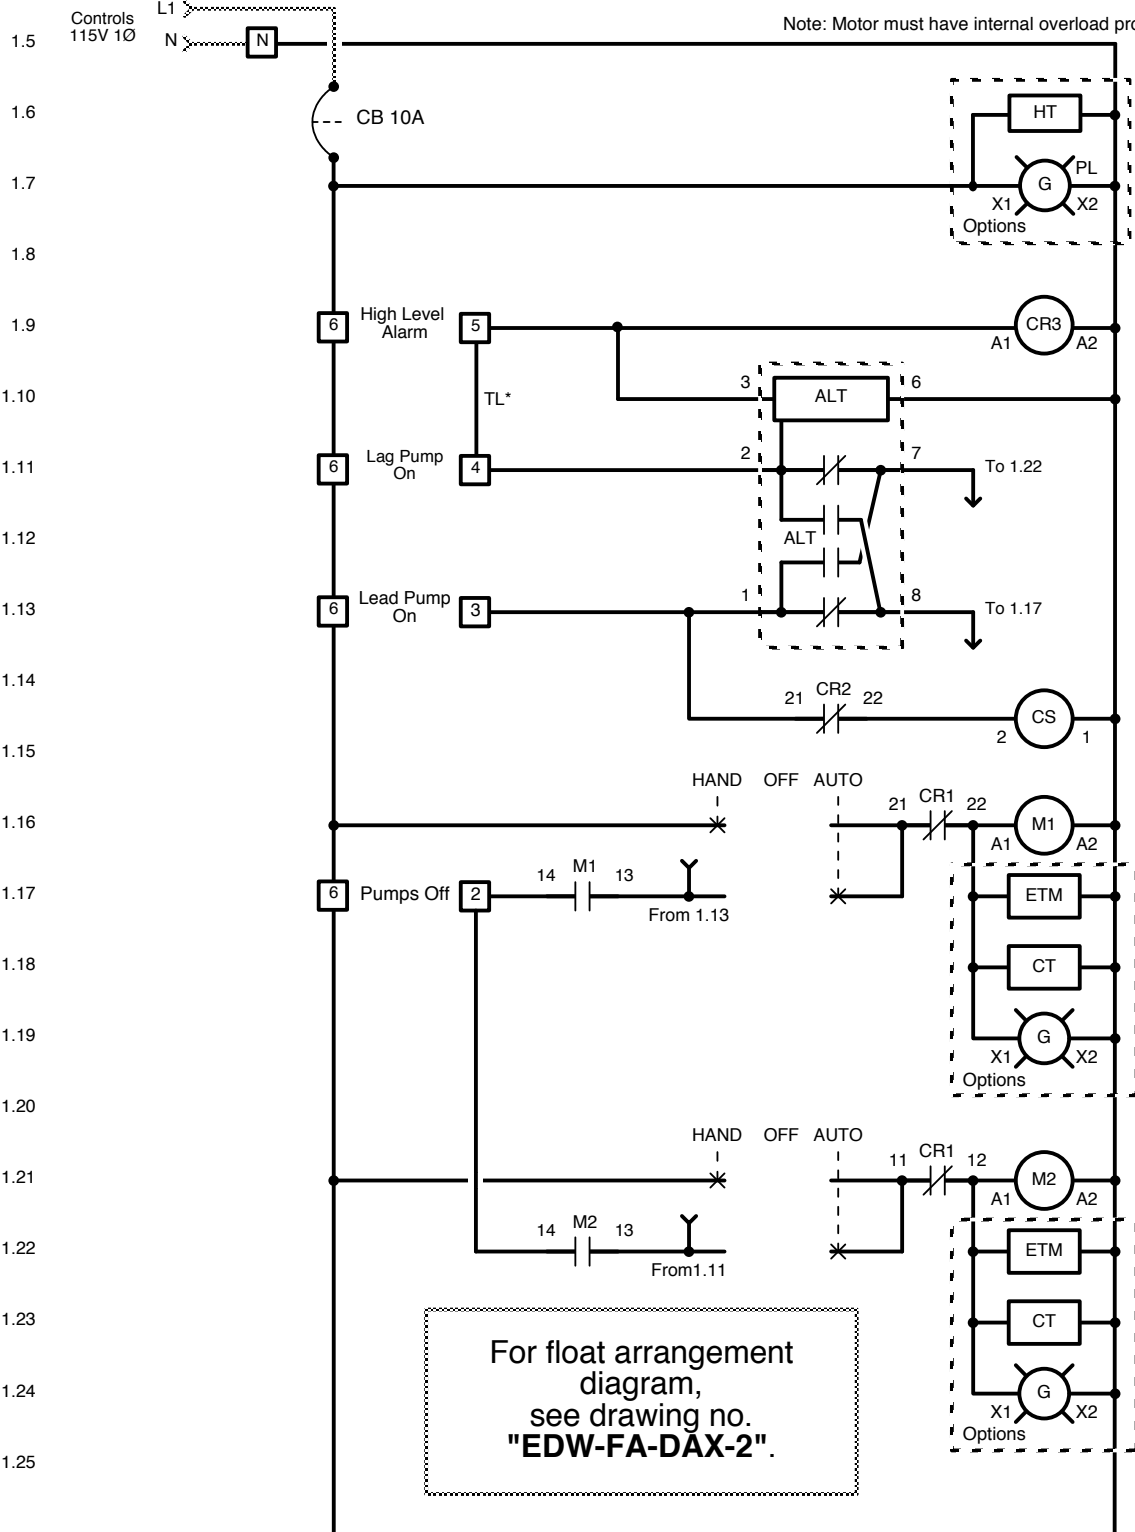 L1
Controls
115V 1Ø
N
N
Note: Motor must have internal overload pro
1.5
1.6
CB 10A
HT
1.7
G
PL
X1
X2
Options
1.8
1.9
6
High Level
Alarm
5
CR3
A1
A2
1.10
TL*
3
ALT
6
1.11
6
Lag Pump
On
4
2
7
To 1.22
1.12
ALT
1.13
6
Lead Pump
On
3
1
8
To 1.17
1.14
21
CR2
22
CS
2
1
1.15
HAND
OFF
AUTO
1.16
21
CR1
22
M1
A1
A2
1.17
6
Pumps Off
2
14
M1
13
From 1.13
ETM
1.18
CT
1.19
G
X1
X2
Options
1.20
HAND
OFF
AUTO
1.21
11
CR1
12
M2
A1
A2
1.22
14
M2
13
From1.11
ETM
1.23
CT
1.24
G
X1
X2
Options
1.25
For float arrangement
diagram,
see drawing no.
"EDW-FA-DAX-2".